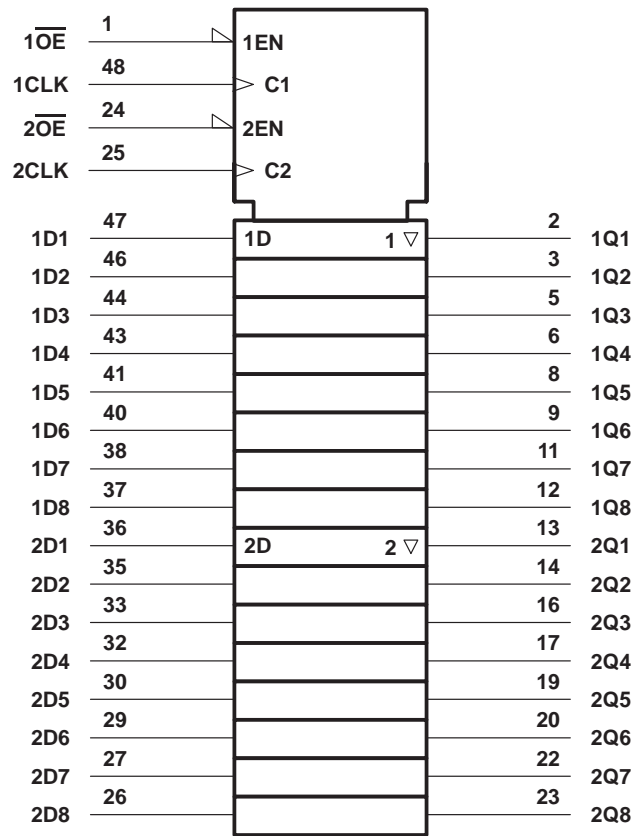 1O̅E̅ 1 1EN
1CLK 48 C1
2O̅E̅ 24 2EN
2CLK 25 C2
1D1 47 1D 1 ▽ 2 1Q1
1D2 46 3 1Q2
1D3 44 5 1Q3
1D4 43 6 1Q4
1D5 41 8 1Q5
1D6 40 9 1Q6
1D7 38 11 1Q7
1D8 37 12 1Q8
2D1 36 2D 2 ▽ 13 2Q1
2D2 35 14 2Q2
2D3 33 16 2Q3
2D4 32 17 2Q4
2D5 30 19 2Q5
2D6 29 20 2Q6
2D7 27 22 2Q7
2D8 26 23 2Q8